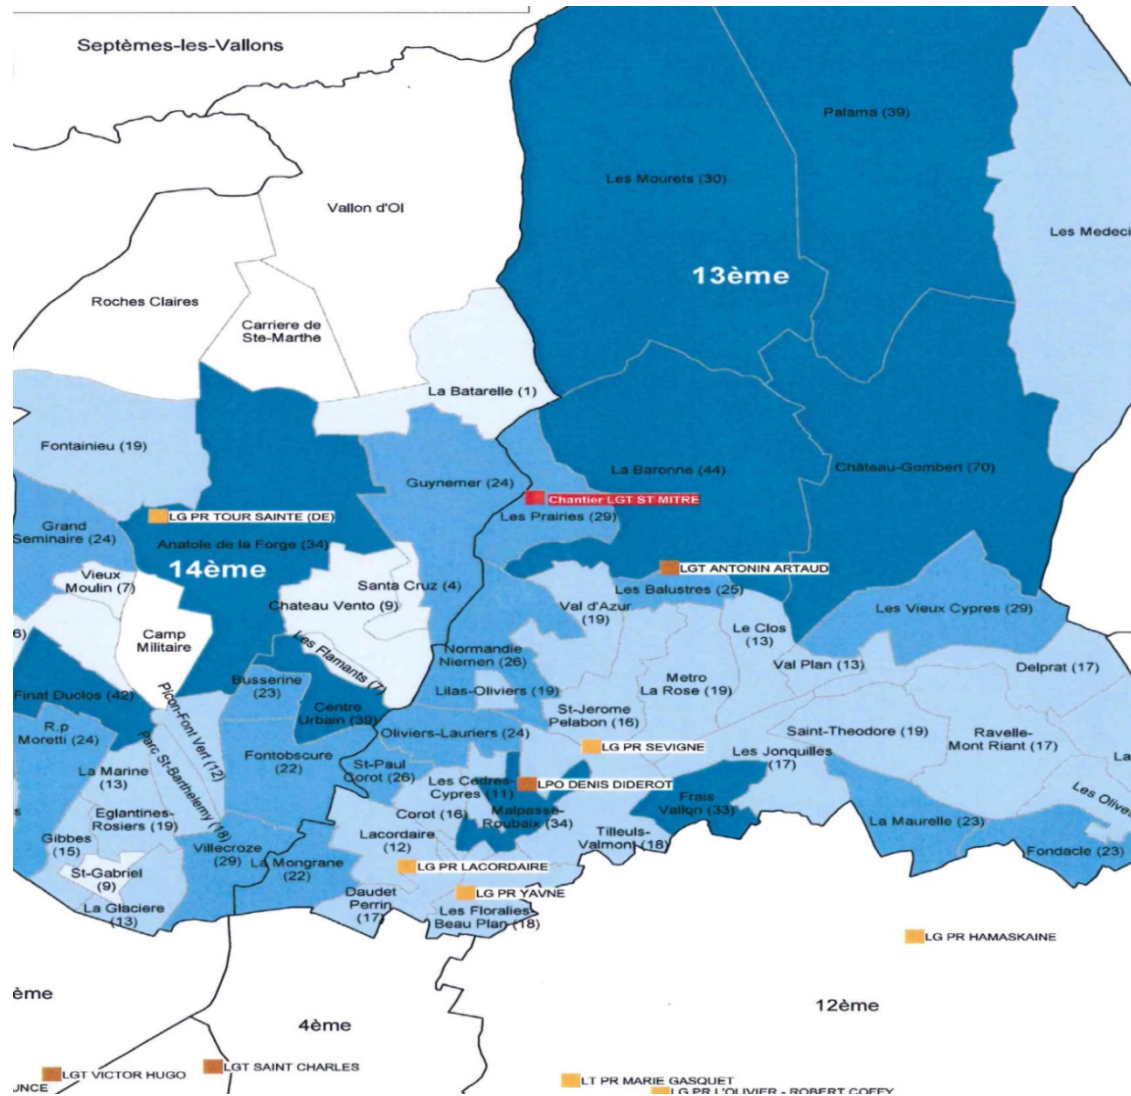 Septèmes-les-Vallons
Palama (39)
Les Mourets (30)
Vallon d'Ol
Les Medeci
13ème
Roches Claires
Carriere de
Ste-Marthe
La Batarelle (1)
Fontainieu (19)
La Baronne (44)
Château-Gombert (70)
Guynemer (24)
Chantier LGT ST MITRE
LG PR TOUR SAINTE (DE)
Les Prairies (29)
Grand
Seminaire (24)
Anatole de la Forge (34)
14ème
LGT ANTONIN ARTAUD
Vieux
Moulin (7)
Santa Cruz (4)
Les Balustres (25)
Chateau Vento (9)
Val d'Azur
(19)
Les Vieux Cypres (29)
Le Clos
(13)
6)
Camp
Militaire
Les Flamants (7)
Normandie
Niemen (26)
Val Plan (13)
Delprat (17)
Metro
La Rose (19)
Finat Duclos (42)
Busserine
(23)
Lilas-Oliviers (19)
Picon-Font Vert (12)
Centre
Urbain (39)
St-Jerome
Pelabon (16)
R.p
Moretti (24)
Oliviers-Lauriers (24)
Saint-Theodore (19)
Ravelle-
Mont Riant (17)
LG PR SEVIGNE
Les Jonquilles
(17)
Fontobscure
(22)
La
Parc St-Barthelemy (18)
St-Paul
Corot (26)
La Marine
(13)
Les Cedres-
Cypres (11)
LPO DENIS DIDEROT
Les Olive
Frais
Vallon (33)
Eglantines-
Rosiers (19)
Corot (16)
Malpasse-
Roubaix (34)
s
La Maurelle (23)
Gibbes
(15)
Lacordaire
(12)
Tilleuls-
Valmont (18)
Villecroze
(29)
Fondacle (23)
La Mongrane
(22)
LG PR LACORDAIRE
St-Gabriel
(9)
Daudet
Perrin
(17)
LG PR YAVNE
La Glaciere
(13)
Les Floralies-
Beau Plan (18)
LG PR HAMASKAINE
ème
12ème
4ème
LGT VICTOR HUGO
LGT SAINT CHARLES
UNCE
LT PR MARIE GASQUET
LG PR L'OLIVIER - ROBERT COFFY